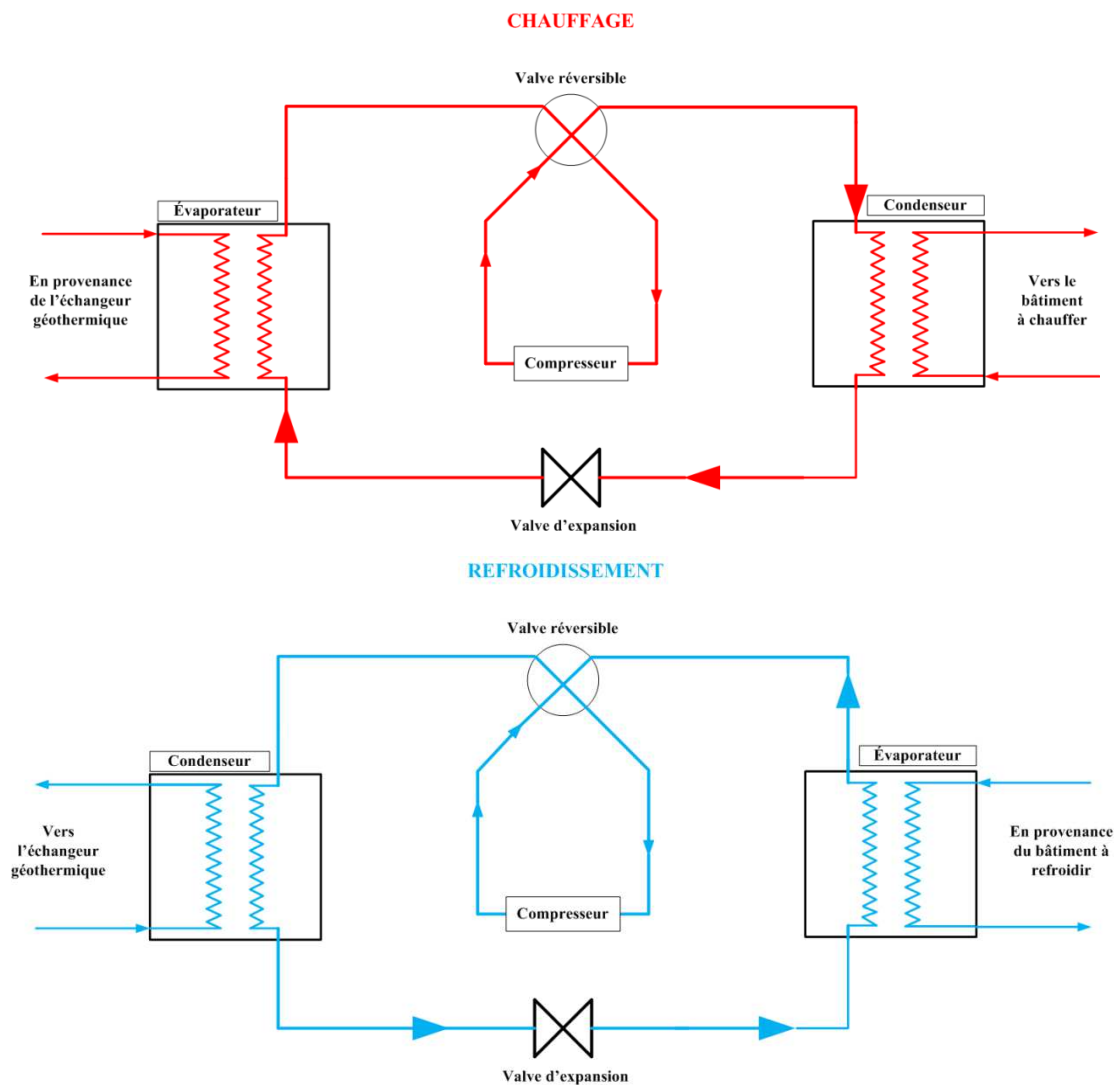 CHAUFFAGE
Valve réversible
Évaporateur
Condenseur
En provenance
de l’échangeur
géothermique
Vers le
bâtiment
à chauffer
Compresseur
Valve d’expansion
REFROIDISSEMENT
Valve réversible
Condenseur
Évaporateur
Vers
l’échangeur
géothermique
En provenance
du bâtiment à
refroidir
Compresseur
Valve d’expansion